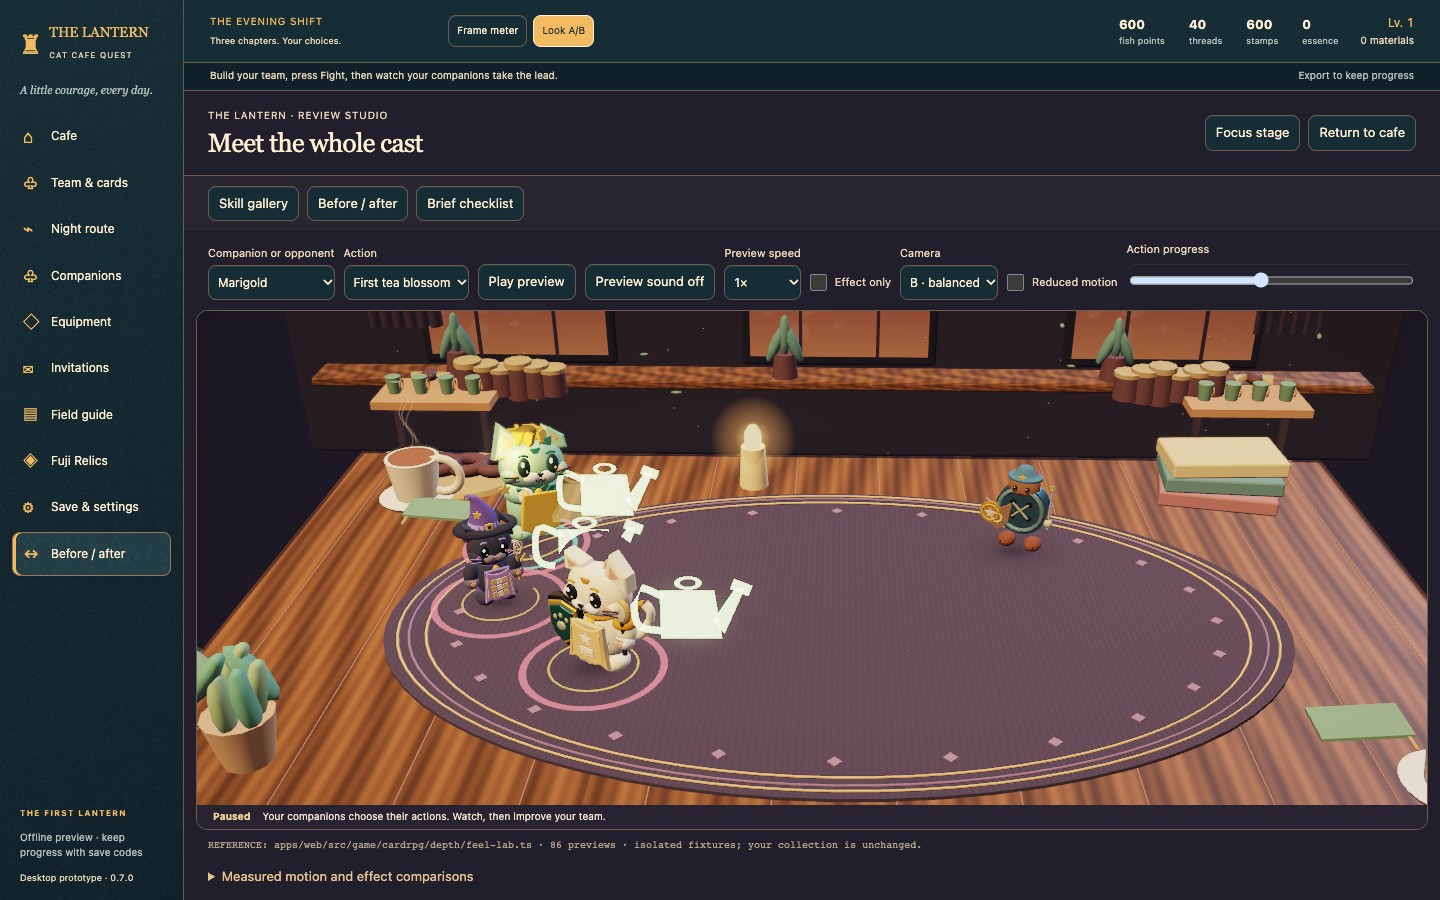 THE LANTERN
CAT CAFE QUEST
A little courage, every day.
Cafe
Team & cards
Night route
Companions
Equipment
Invitations
Field guide
Fuji Relics
Save & settings
Before / after
THE FIRST LANTERN
Offline preview · keep
progress with save codes
Desktop prototype · 0.7.0
THE EVENING SHIFT
Three chapters. Your choices.
Frame meter
Look A/B
600
fish points
40
threads
600
stamps
0
essence
Lv. 1
0 materials
Build your team, press Fight, then watch your companions take the lead.
Export to keep progress
THE LANTERN · REVIEW STUDIO
Meet the whole cast
Focus stage
Return to cafe
Skill gallery
Before / after
Brief checklist
Companion or opponent
Marigold
Action
First tea blossom
Play preview
Preview sound off
Preview speed
1×
Effect only
Camera
B · balanced
Reduced motion
Action progress
Paused
Your companions choose their actions. Watch, then improve your team.
REFERENCE: apps/web/src/game/cardrpg/depth/feel-lab.ts · 86 previews · isolated fixtures; your collection is unchanged.
Measured motion and effect comparisons